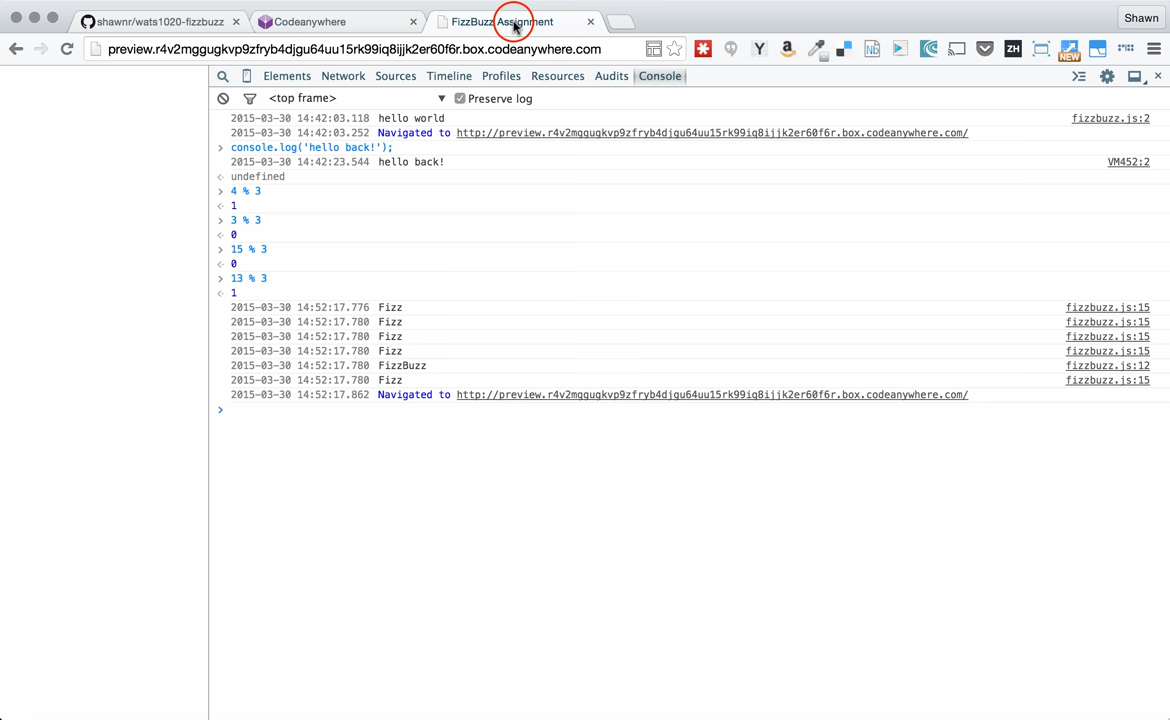 shawnr/wats1020-fizzbuzz
Codeanywhere
FizzBuzz Assignment
Shawn
preview.r4v2mggugkvp9zfryb4djgu64uu15rk99iq8ijjk2er60f6r.box.codeanywhere.com/
Y
a
Nb
ZH
NEW
Elements Network Sources Timeline Profiles Resources Audits Console
<top frame> ▼ Preserve log
2015-03-30 14:42:03.118 hello world fizzbuzz.js:2
2015-03-30 14:42:03.252 Navigated to http://preview.r4v2mggugkvp9zfryb4djgu64uu15rk99iq8ijjk2er60f6r.box.codeanywhere.com/
> console.log('hello back!');
2015-03-30 14:42:23.544 hello back! VM452:2
undefined
> 4 % 3
1
> 3 % 3
0
> 15 % 3
0
> 13 % 3
1
2015-03-30 14:52:17.776 Fizz fizzbuzz.js:15
2015-03-30 14:52:17.780 Fizz fizzbuzz.js:15
2015-03-30 14:52:17.780 Fizz fizzbuzz.js:15
2015-03-30 14:52:17.780 Fizz fizzbuzz.js:15
2015-03-30 14:52:17.780 FizzBuzz fizzbuzz.js:12
2015-03-30 14:52:17.780 Fizz fizzbuzz.js:15
2015-03-30 14:52:17.862 Navigated to http://preview.r4v2mggugkvp9zfryb4djgu64uu15rk99iq8ijjk2er60f6r.box.codeanywhere.com/
>